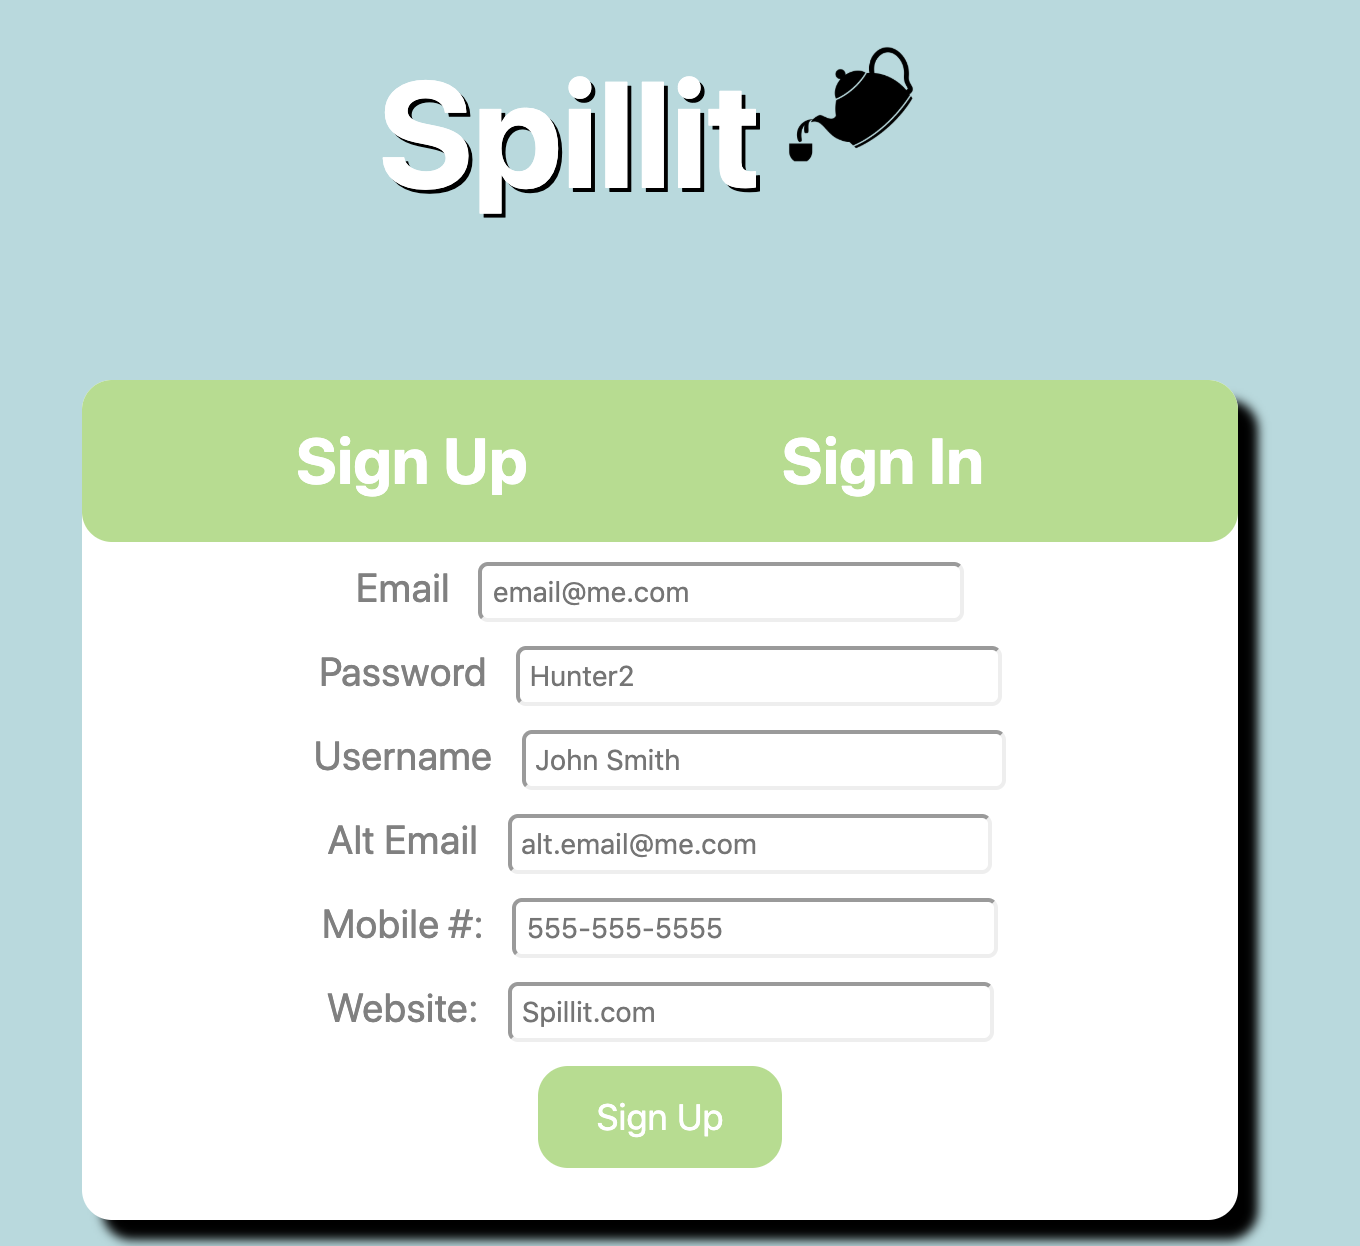 Spillit
Sign Up Sign In
Email email@me.com
Password Hunter2
Username John Smith
Alt Email alt.email@me.com
Mobile #: 555-555-5555
Website: Spillit.com
Sign Up